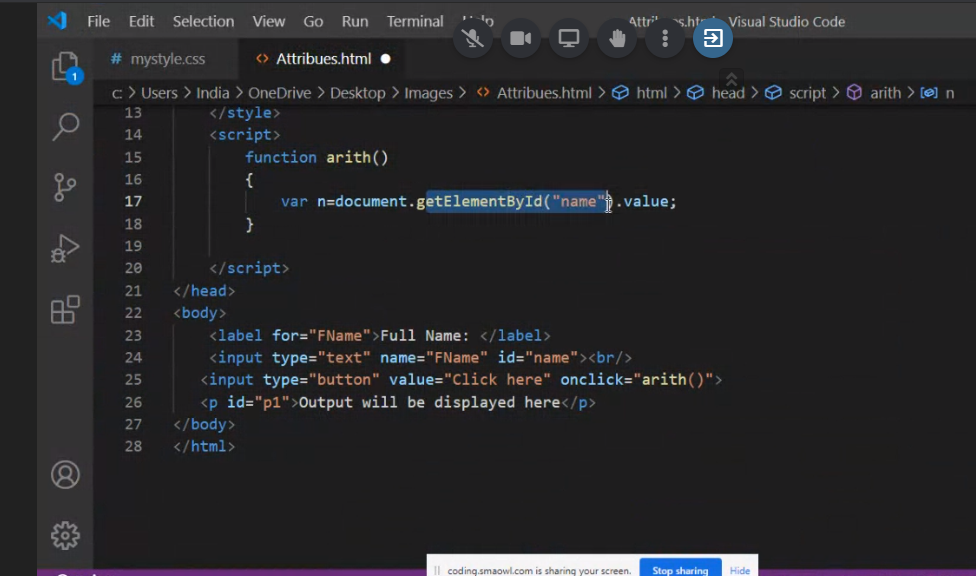 File Edit Selection View Go Run Terminal Help Attribues.html Visual Studio Code
# mystyle.css <> Attribues.html ●
c: > Users > India > OneDrive > Desktop > Images > <> Attribues.html > html > head > script > arith > n
1
13 </style>
14 <script>
15 function arith()
16 {
17 var n=document.getElementById("name").value;
18 }
19
20 </script>
21 </head>
22 <body>
23 <label for="FName">Full Name: </label>
24 <input type="text" name="FName" id="name"><br/>
25 <input type="button" value="Click here" onclick="arith()">
26 <p id="p1">Output will be displayed here</p>
27 </body>
28 </html>
coding.smaowl.com is sharing your screen. Stop sharing Hide